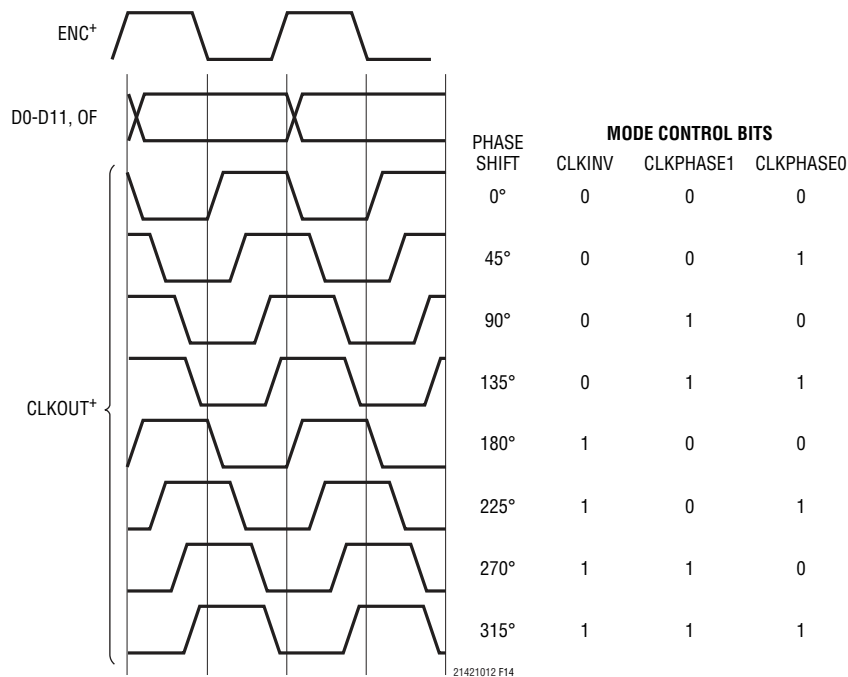 ENC+
D0-D11, OF
CLKOUT+
PHASE SHIFT
MODE CONTROL BITS
CLKINV CLKPHASE1 CLKPHASE0
0° 0 0 0
45° 0 0 1
90° 0 1 0
135° 0 1 1
180° 1 0 0
225° 1 0 1
270° 1 1 0
315° 1 1 1
21421012 F14